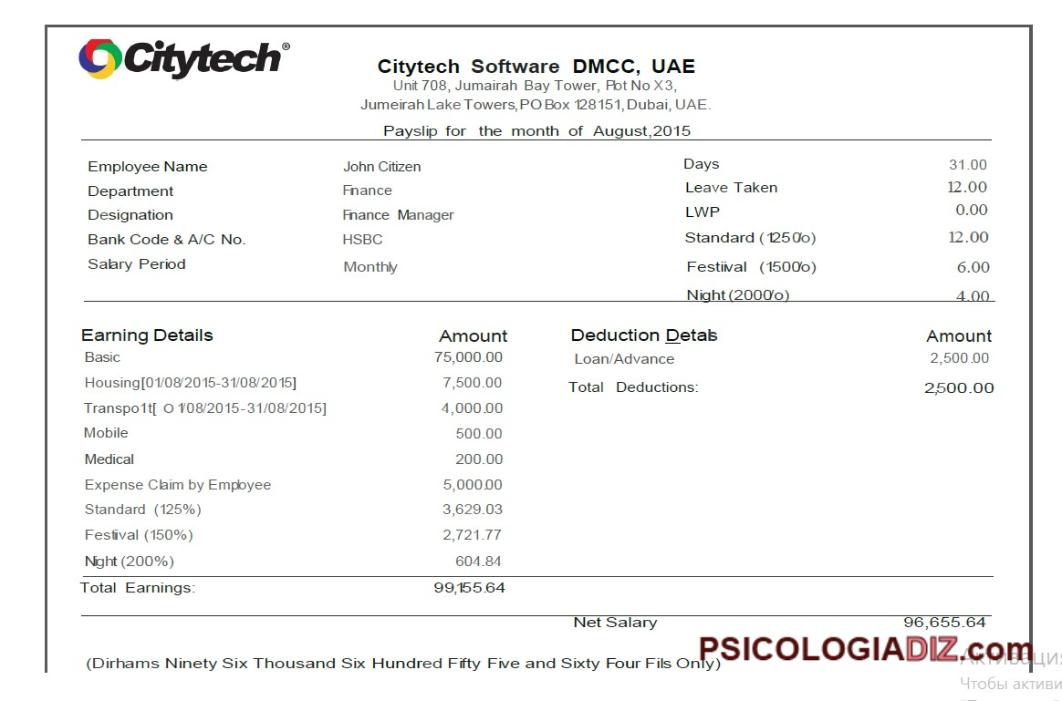 Citytech®
Citytech Software DMCC, UAE
Unit 708, Jumairah Bay Tower, Plot No X3,
Jumeirah Lake Towers, PO Box 128151, Dubai, UAE.
Payslip for the month of August,2015
Employee Name John Citizen Days 31.00
Department Finance Leave Taken 12.00
Designation Finance Manager LWP 0.00
Bank Code & A/C No. HSBC Standard (1250/o) 12.00
Salary Period Monthly Festiival (1500/o) 6.00
Night (2000/o) 4.00
Earning Details Amount Deduction Detals Amount
Basic 75,000.00 Loan/Advance 2,500.00
Housing[01/08/2015-31/08/2015] 7,500.00 Total Deductions: 2,500.00
Transpo1t[ O 1/08/2015-31/08/2015] 4,000.00
Mobile 500.00
Medical 200.00
Expense Claim by Employee 5,000.00
Standard (125%) 3,629.03
Festival (150%) 2,721.77
Night (200%) 604.84
Total Earnings: 99,155.64
Net Salary 96,655.64
(Dirhams Ninety Six Thousand Six Hundred Fifty Five and Sixty Four Fils Only)
PSICOLOGIADIZ.com
Активация
Чтобы активи